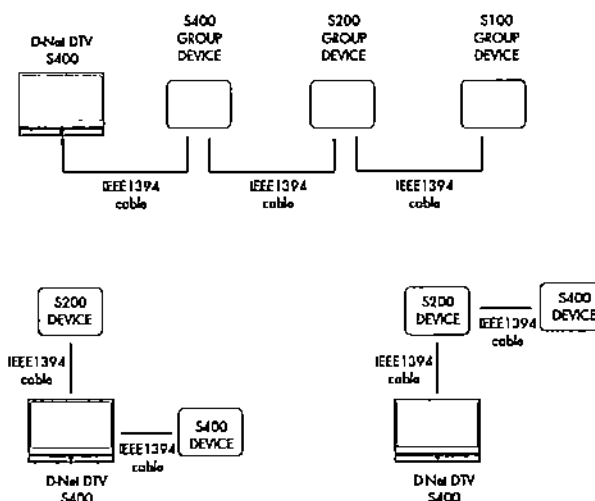 D-Net DTV
S400
S400
GROUP
DEVICE
S200
GROUP
DEVICE
S100
GROUP
DEVICE
IEEE1394
cable
IEEE1394
cable
IEEE1394
cable
S200
DEVICE
IEEE1394
cable
S400
DEVICE
IEEE1394
cable
D-Net DTV
S400
S200
DEVICE
S400
DEVICE
IEEE1394
cable
IEEE1394
cable
D-Net DTV
S400